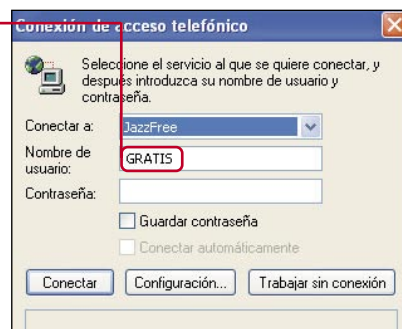 Conexión de acceso telefónico
Seleccione el servicio al que se quiere conectar, y
después introduzca su nombre de usuario y
contraseña.
Conectar a: JazzFree
Nombre de
usuario: GRATIS
Contraseña:
Guardar contraseña
Conectar automáticamente
Conectar Configuración... Trabajar sin conexión